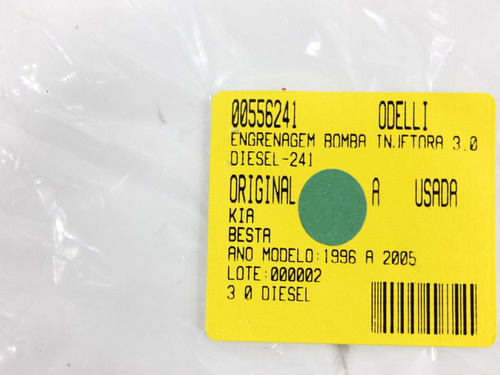 00556241 ODELLI
ENGRENAGEM BOMBA INJETORA 3.0
DIESEL-241
ORIGINAL A USADA
KIA
BESTA
ANO MODELO:1996 A 2005
LOTE:000002
3 0 DIESEL